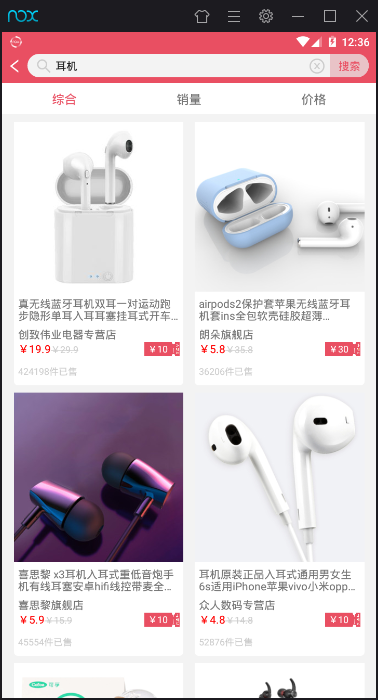 nox
12:36
耳机
搜索
综合
销量
价格
真无线蓝牙耳机双耳一对运动跑
步隐形单耳入耳耳塞挂耳式开车...
创致伟业电器专营店
￥19.9￥29.9
￥10
424198件已售
airpods2保护套苹果无线蓝牙耳
机套ins全包软壳硅胶超薄...
朗朵旗舰店
￥5.8￥35.8
￥30
36206件已售
喜思黎 x3耳机入耳式重低音炮手
机有线耳塞安卓hifi线控带麦全...
喜思黎旗舰店
￥5.9￥15.9
￥10
45554件已售
耳机原装正品入耳式通用男女生
6s适用iPhone苹果vivo小米opp...
众人数码专营店
￥4.8￥14.8
￥10
52876件已售